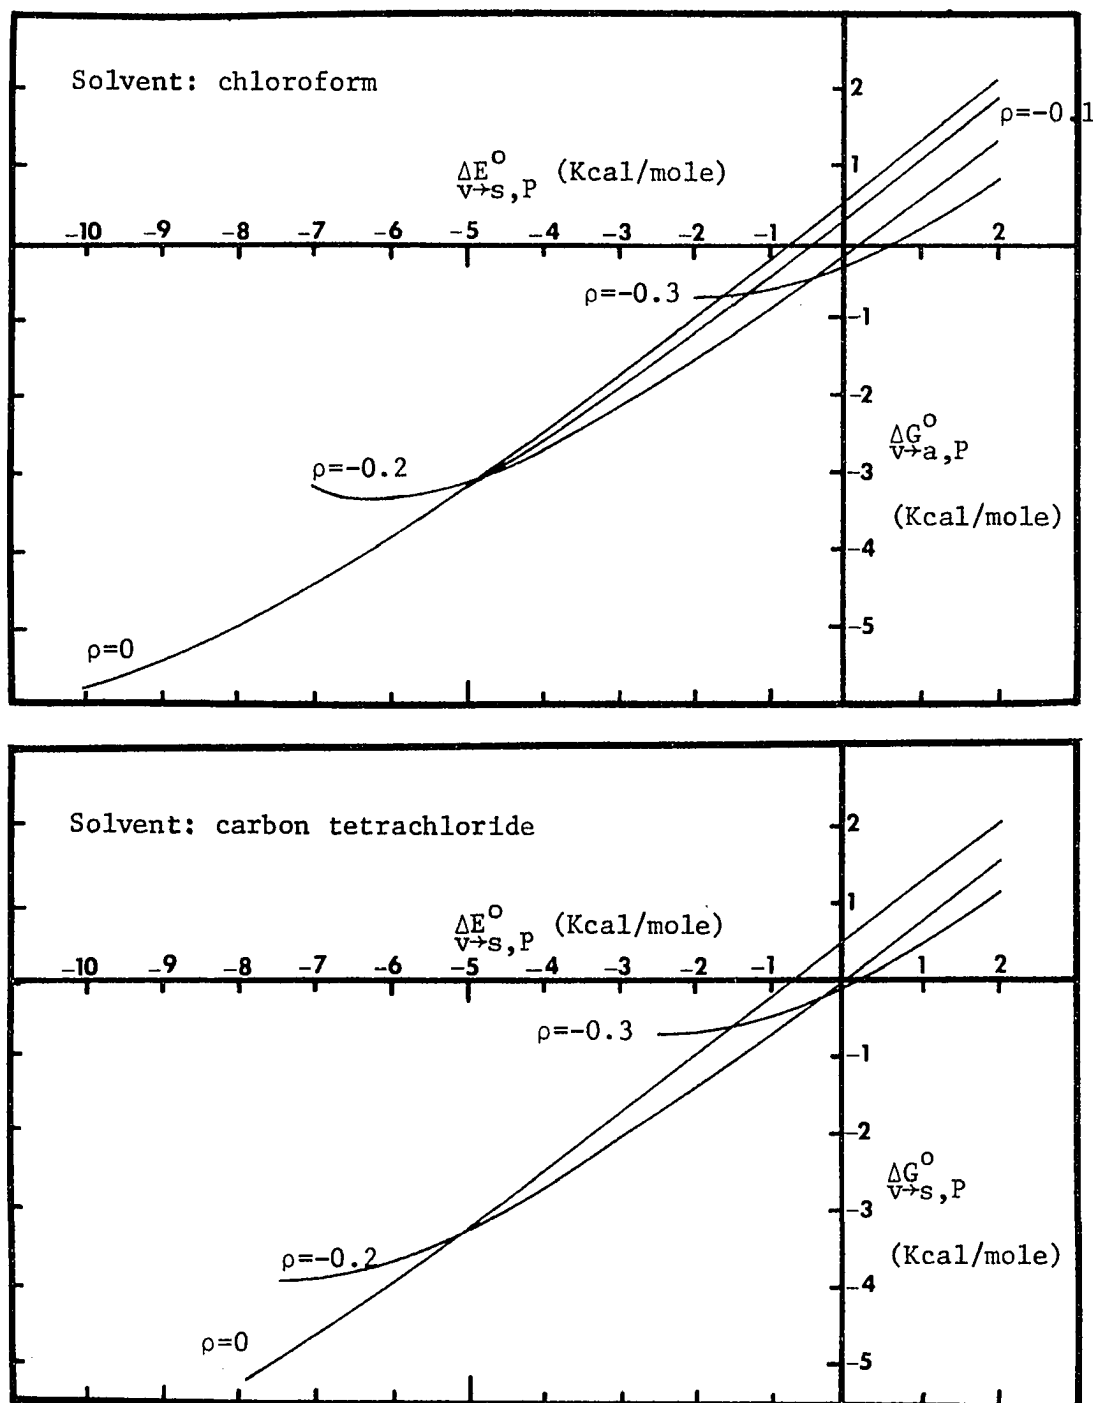 Solvent: chloroform
2
ρ=-0.1
1
ΔE° (Kcal/mole)
v→s,P
-10 -9 -8 -7 -6 -5 -4 -3 -2 -1 2
ρ=-0.3
-1
-2
ΔG°
v→a,P
ρ=-0.2
-3
(Kcal/mole)
-4
-5
ρ=0
Solvent: carbon tetrachloride
2
1
ΔE° (Kcal/mole)
v→s,P
-10 -9 -8 -7 -6 -5 -4 -3 -2 -1 1 2
ρ=-0.3
-1
-2
ΔG°
v→s,P
-3
ρ=-0.2
(Kcal/mole)
-4
ρ=0
-5